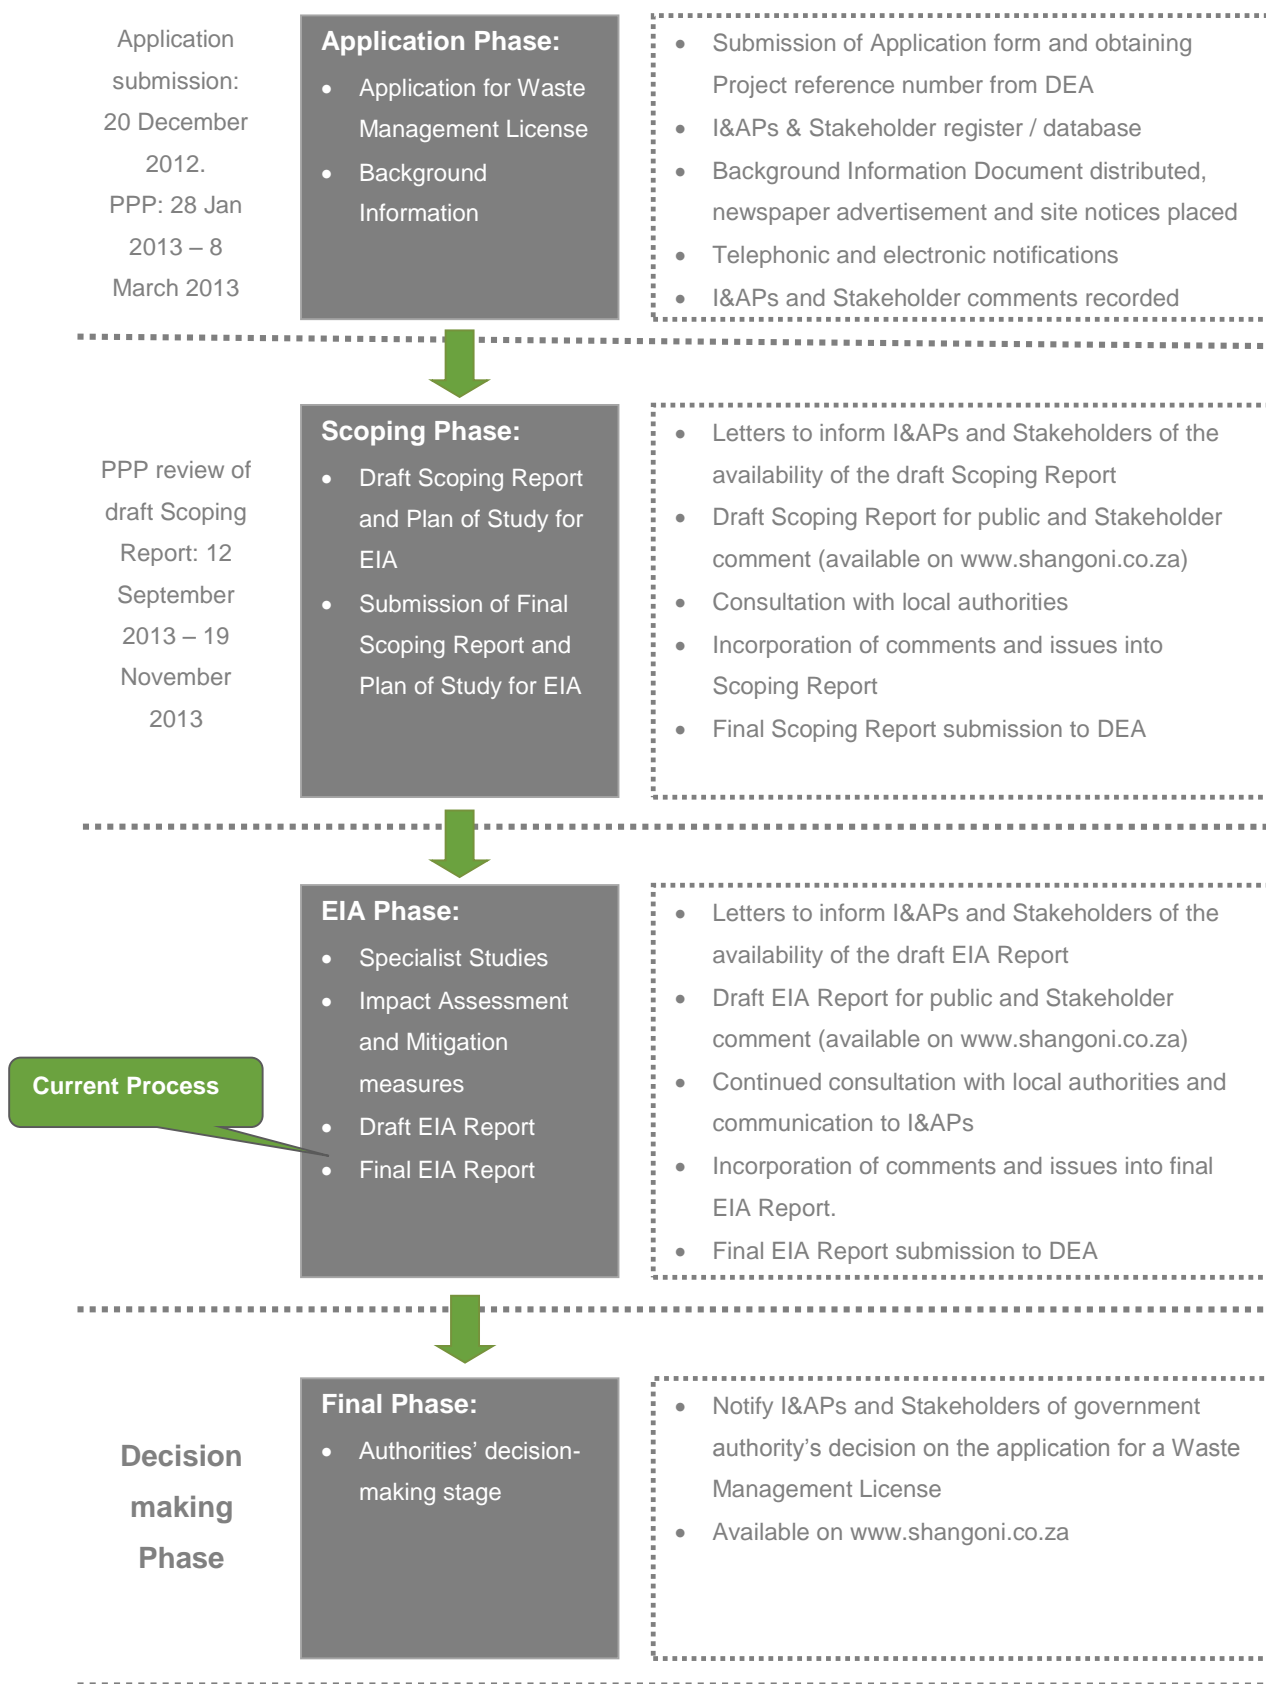 Application
submission:
20 December
2012.
PPP: 28 Jan
2013 – 8
March 2013
Application Phase:
• Application for Waste
Management License
• Background
Information
• Submission of Application form and obtaining
Project reference number from DEA
• I&APs & Stakeholder register / database
• Background Information Document distributed,
newspaper advertisement and site notices placed
• Telephonic and electronic notifications
• I&APs and Stakeholder comments recorded
PPP review of
draft Scoping
Report: 12
September
2013 – 19
November
2013
Scoping Phase:
• Draft Scoping Report
and Plan of Study for
EIA
• Submission of Final
Scoping Report and
Plan of Study for EIA
• Letters to inform I&APs and Stakeholders of the
availability of the draft Scoping Report
• Draft Scoping Report for public and Stakeholder
comment (available on www.shangoni.co.za)
• Consultation with local authorities
• Incorporation of comments and issues into
Scoping Report
• Final Scoping Report submission to DEA
Current Process
EIA Phase:
• Specialist Studies
• Impact Assessment
and Mitigation
measures
• Draft EIA Report
• Final EIA Report
• Letters to inform I&APs and Stakeholders of the
availability of the draft EIA Report
• Draft EIA Report for public and Stakeholder
comment (available on www.shangoni.co.za)
• Continued consultation with local authorities and
communication to I&APs
• Incorporation of comments and issues into final
EIA Report.
• Final EIA Report submission to DEA
Decision
making
Phase
Final Phase:
• Authorities’ decision-
making stage
• Notify I&APs and Stakeholders of government
authority’s decision on the application for a Waste
Management License
• Available on www.shangoni.co.za